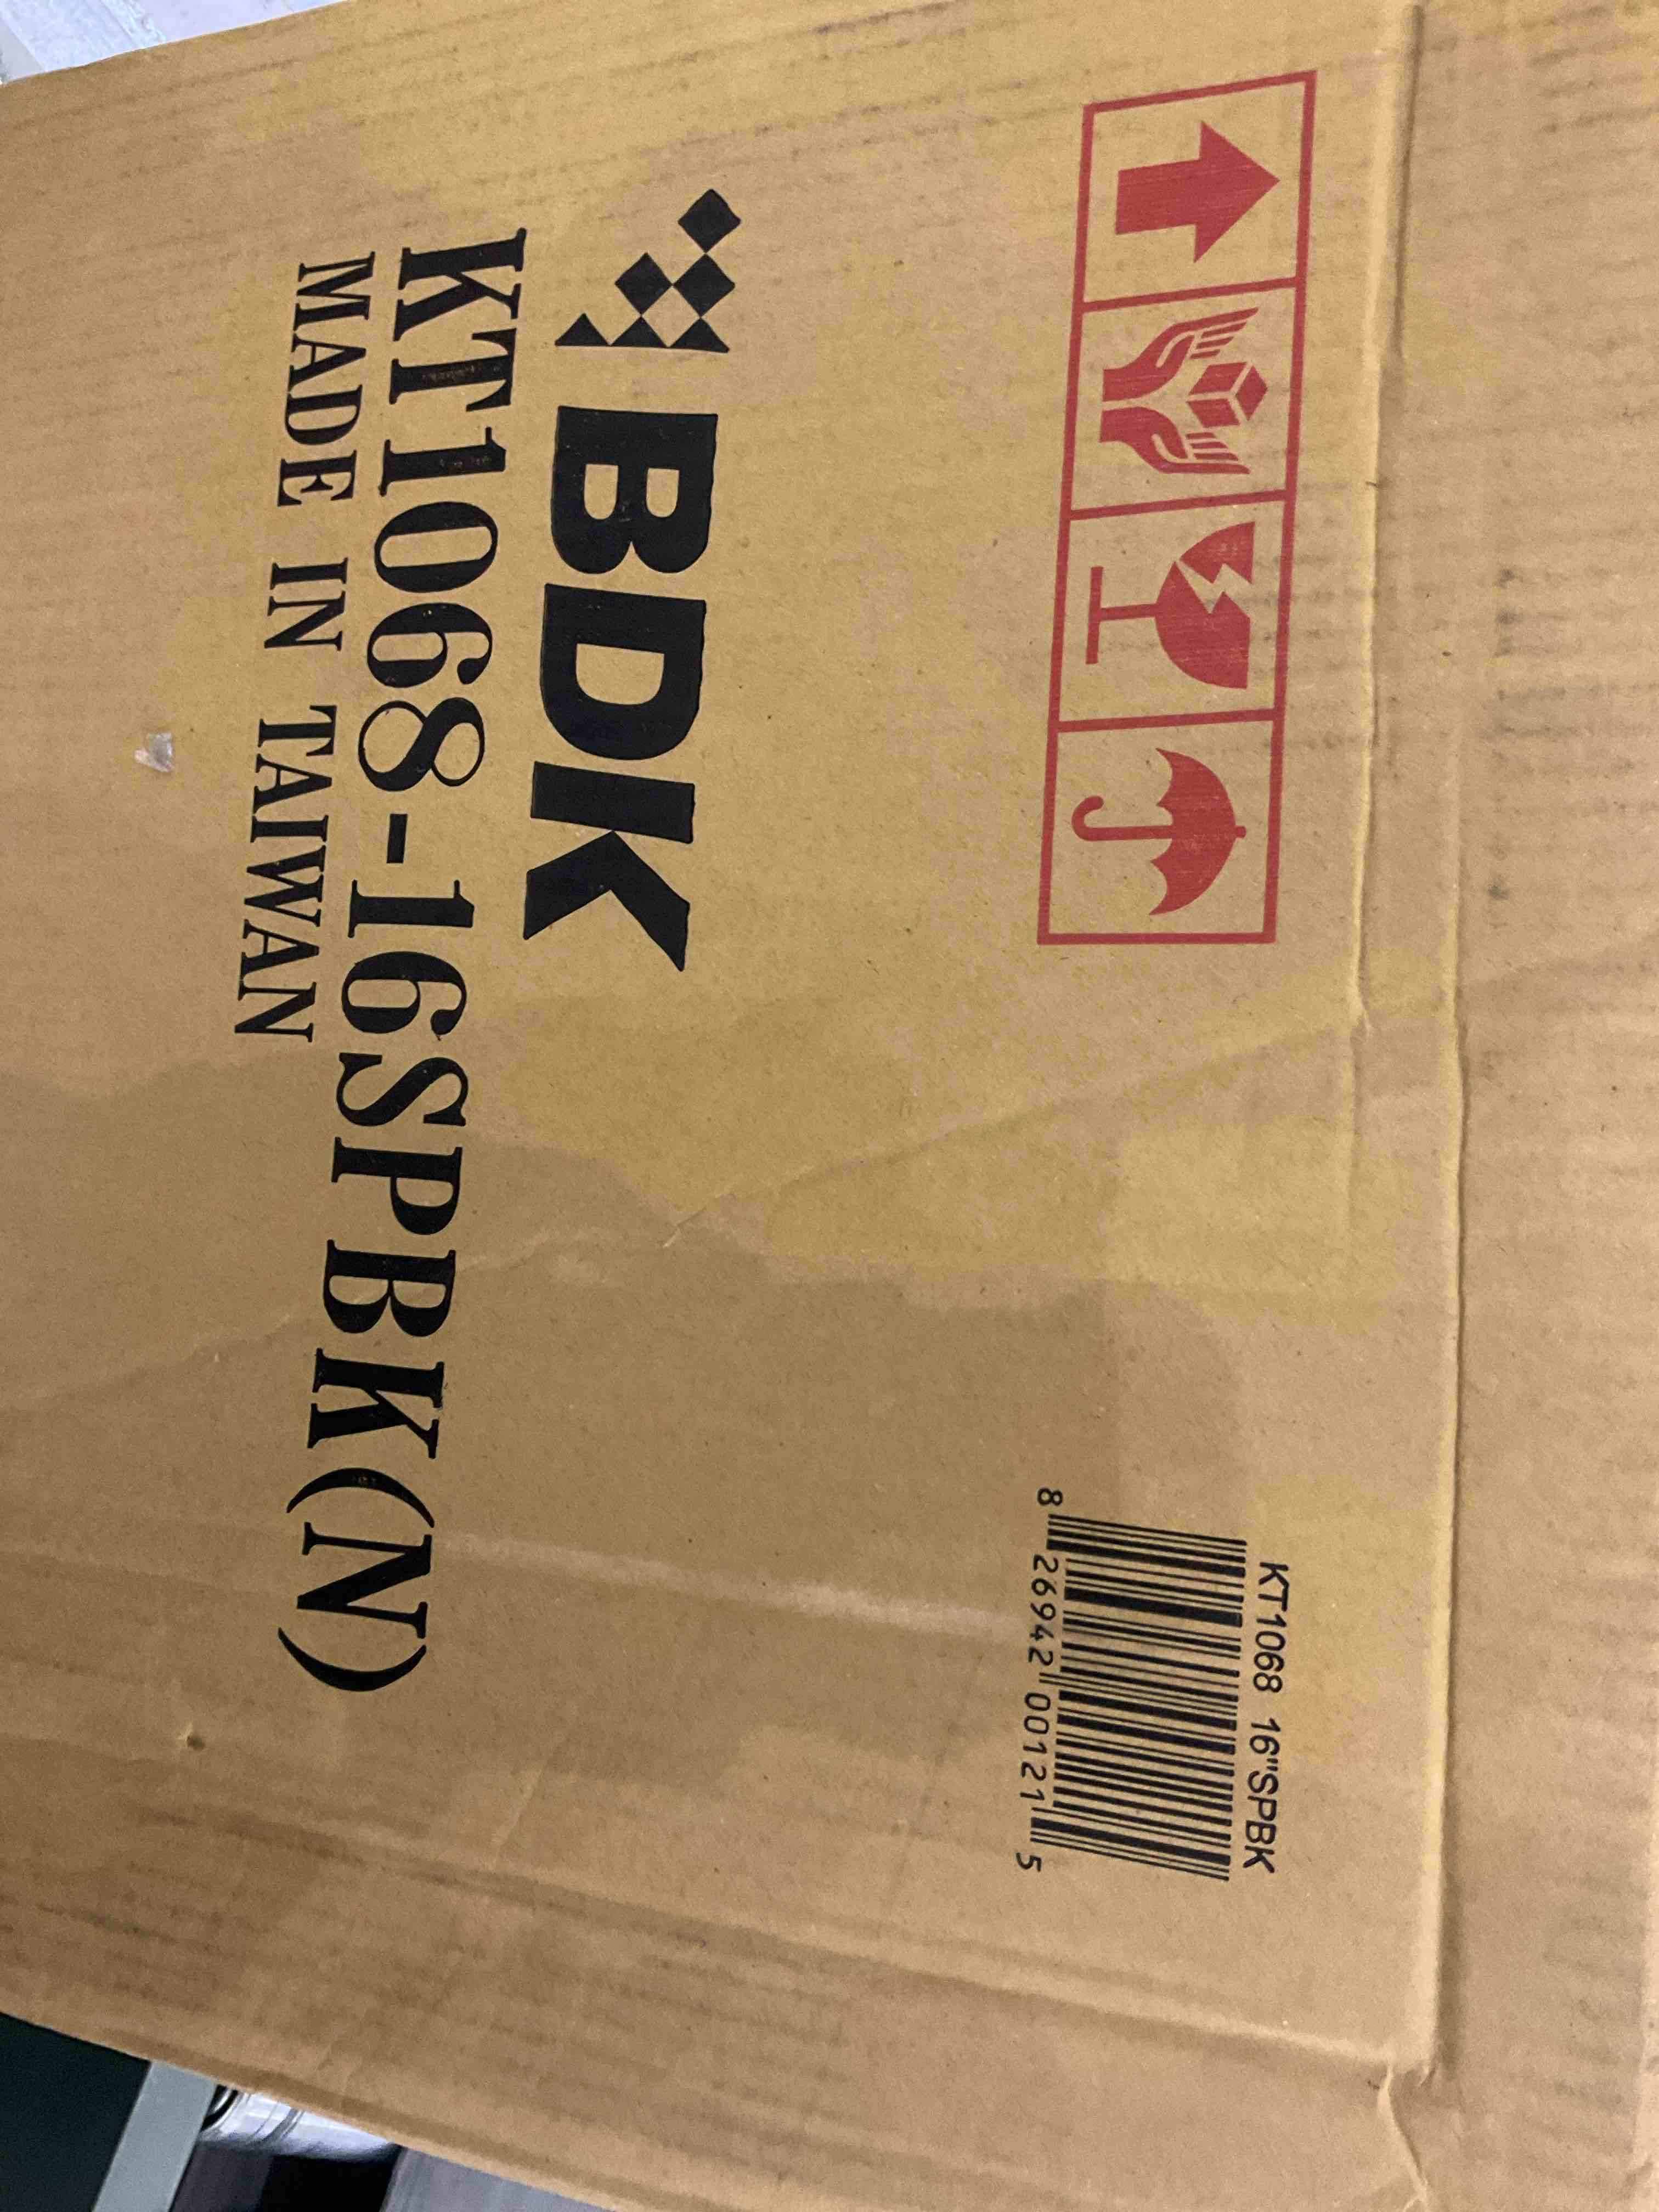 BDK
KT1068-16SPBK(N)
MADE IN TAIWAN
KT1068 16"SPBK
8 26942 00121 5